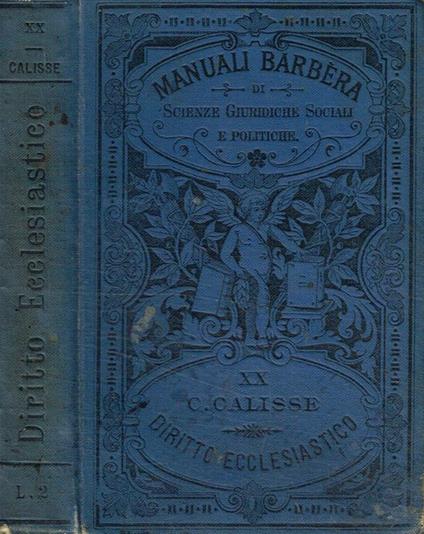 XX
CALISSE
Diritto Ecclesiastico
L. 2
MANUALI BARBÈRA
DI
SCIENZE GIURIDICHE SOCIALI
E POLITICHE.
XX
C. CALISSE
DIRITTO ECCLESIASTICO